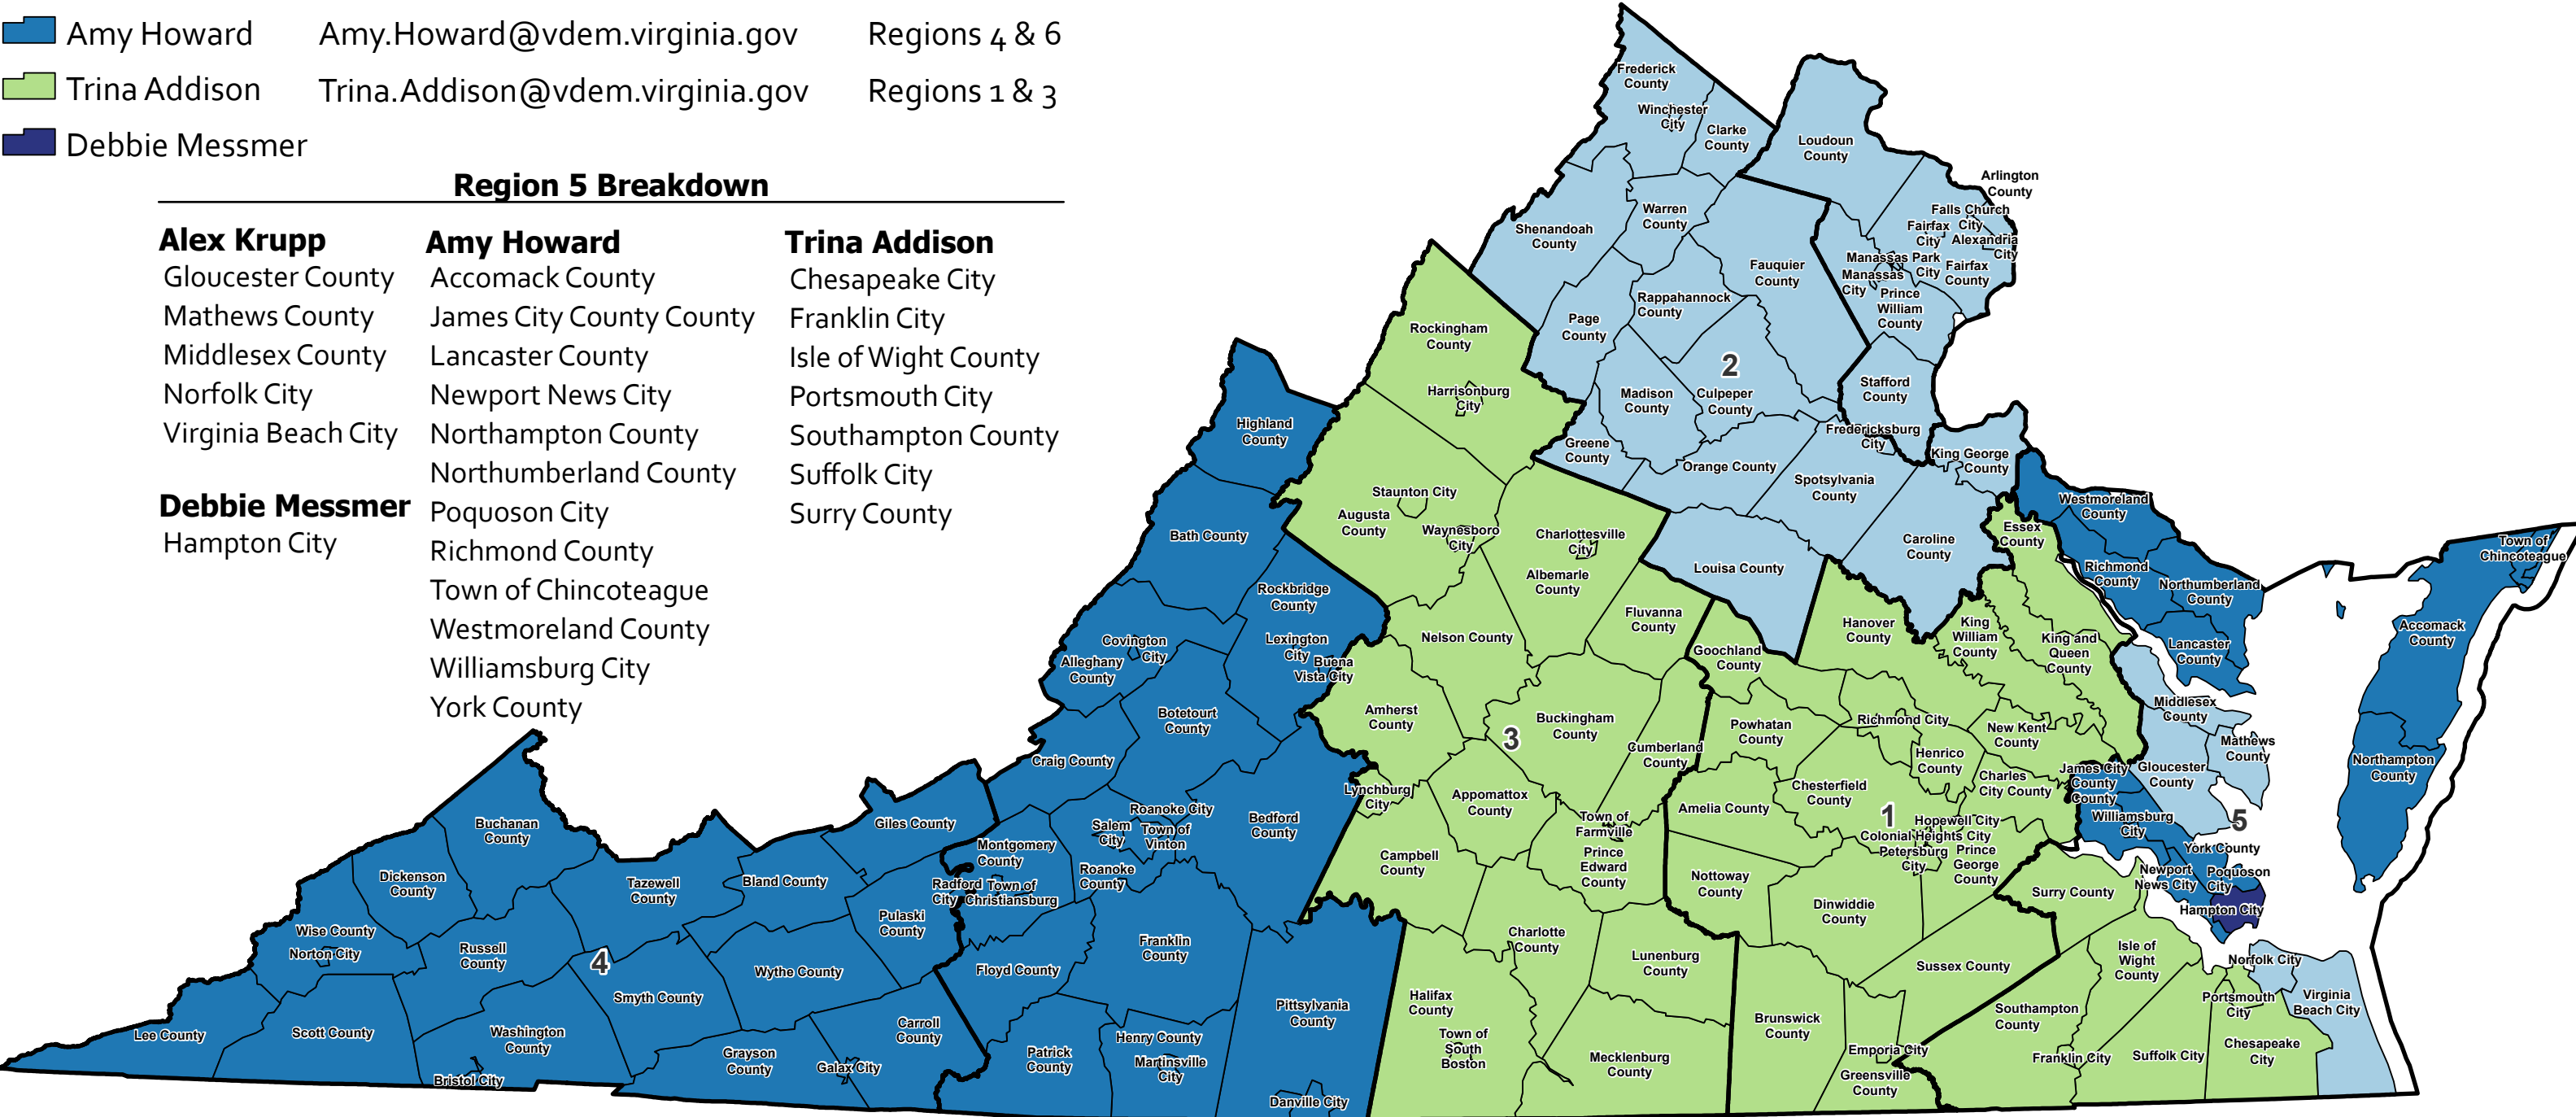 Amy Howard Amy.Howard@vdem.virginia.gov Regions 4 & 6
Trina Addison Trina.Addison@vdem.virginia.gov Regions 1 & 3
Debbie Messmer
Region 5 Breakdown
Alex Krupp
Gloucester County
Mathews County
Middlesex County
Norfolk City
Virginia Beach City
Debbie Messmer
Hampton City
Amy Howard
Accomack County
James City County County
Lancaster County
Newport News City
Northampton County
Northumberland County
Poquoson City
Richmond County
Town of Chincoteague
Westmoreland County
Williamsburg City
York County
Trina Addison
Chesapeake City
Franklin City
Isle of Wight County
Portsmouth City
Southampton County
Suffolk City
Surry County
Frederick
County
Winchester
City
Clarke
County
Loudoun
County
Arlington
County
Falls Church
City
Fairfax
City
Alexandria
City
Manassas Park
City
Manassas
City
Fairfax
County
Prince
William
County
Shenandoah
County
Warren
County
Fauquier
County
Rappahannock
County
Page
County
2
Madison
County
Culpeper
County
Stafford
County
Greene
County
Fredericksburg
City
King George
County
Orange County
Spotsylvania
County
Caroline
County
Louisa County
Rockingham
County
Harrisonburg
City
Highland
County
Staunton City
Augusta
County
Waynesboro
City
Charlottesville
City
Albemarle
County
Bath County
Rockbridge
County
Lexington
City
Buena
Vista City
Covington
City
Alleghany
County
Nelson County
Fluvanna
County
Goochland
County
Hanover
County
King
William
County
King and
Queen
County
Essex
County
Westmoreland
County
Richmond
County
Northumberland
County
Lancaster
County
Town of
Chincoteague
Accomack
County
Northampton
County
Middlesex
County
Mathews
County
Gloucester
County
5
Botetourt
County
Craig County
Amherst
County
3
Buckingham
County
Cumberland
County
Powhatan
County
Richmond City
New Kent
County
Henrico
County
Charles
City County
James City
County
County
Williamsburg
City
York County
Newport
News City
Poquoson
City
Hampton City
Lynchburg
City
Appomattox
County
Amelia County
Chesterfield
County
1
Hopewell City
Colonial Heights City
Petersburg
City
Prince
George
County
Town of
Farmville
Prince
Edward
County
Campbell
County
Nottoway
County
Dinwiddie
County
Surry County
Isle of
Wight
County
Norfolk City
Virginia
Beach City
Portsmouth
City
Chesapeake
City
Suffolk City
Franklin City
Southampton
County
Sussex County
Buchanan
County
Giles County
Roanoke City
Salem
City
Town of
Vinton
Bedford
County
Montgomery
County
Roanoke
County
Radford
City
Town of
Christiansburg
Dickenson
County
Tazewell
County
Bland County
Pulaski
County
Wise County
Norton City
Russell
County
4
Smyth County
Wythe County
Floyd County
Franklin
County
Charlotte
County
Lunenburg
County
Halifax
County
Town of
South
Boston
Mecklenburg
County
Brunswick
County
Emporia City
Greensville
County
Pittsylvania
County
Lee County
Scott County
Washington
County
Bristol City
Grayson
County
Galax City
Carroll
County
Patrick
County
Henry County
Martinsville
City
Danville City